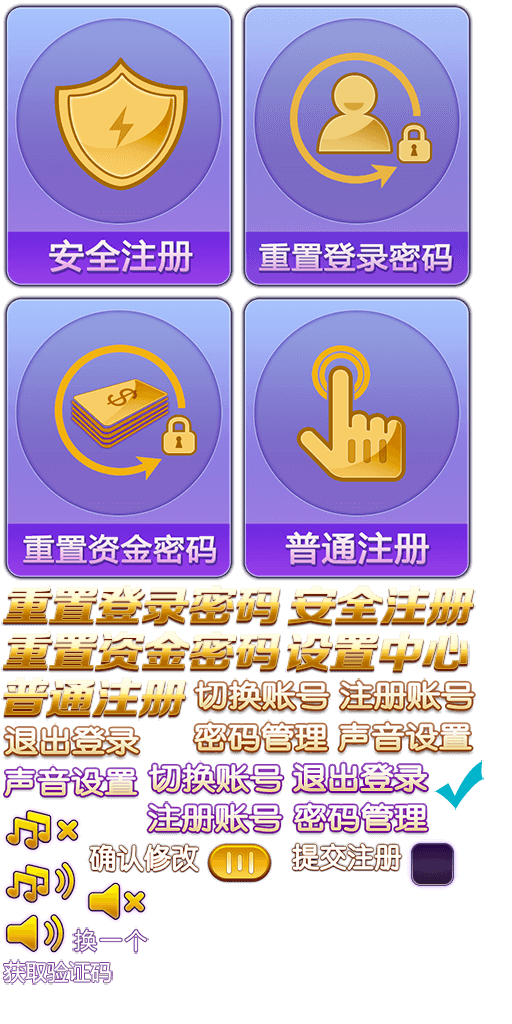 安全注册
重置登录密码
重置资金密码
普通注册
重置登录密码 安全注册
重置资金密码 设置中心
普通注册 切换账号 注册账号
退出登录 密码管理 声音设置
声音设置 切换账号 退出登录
注册账号 密码管理
确认修改 提交注册
换一个
获取验证码